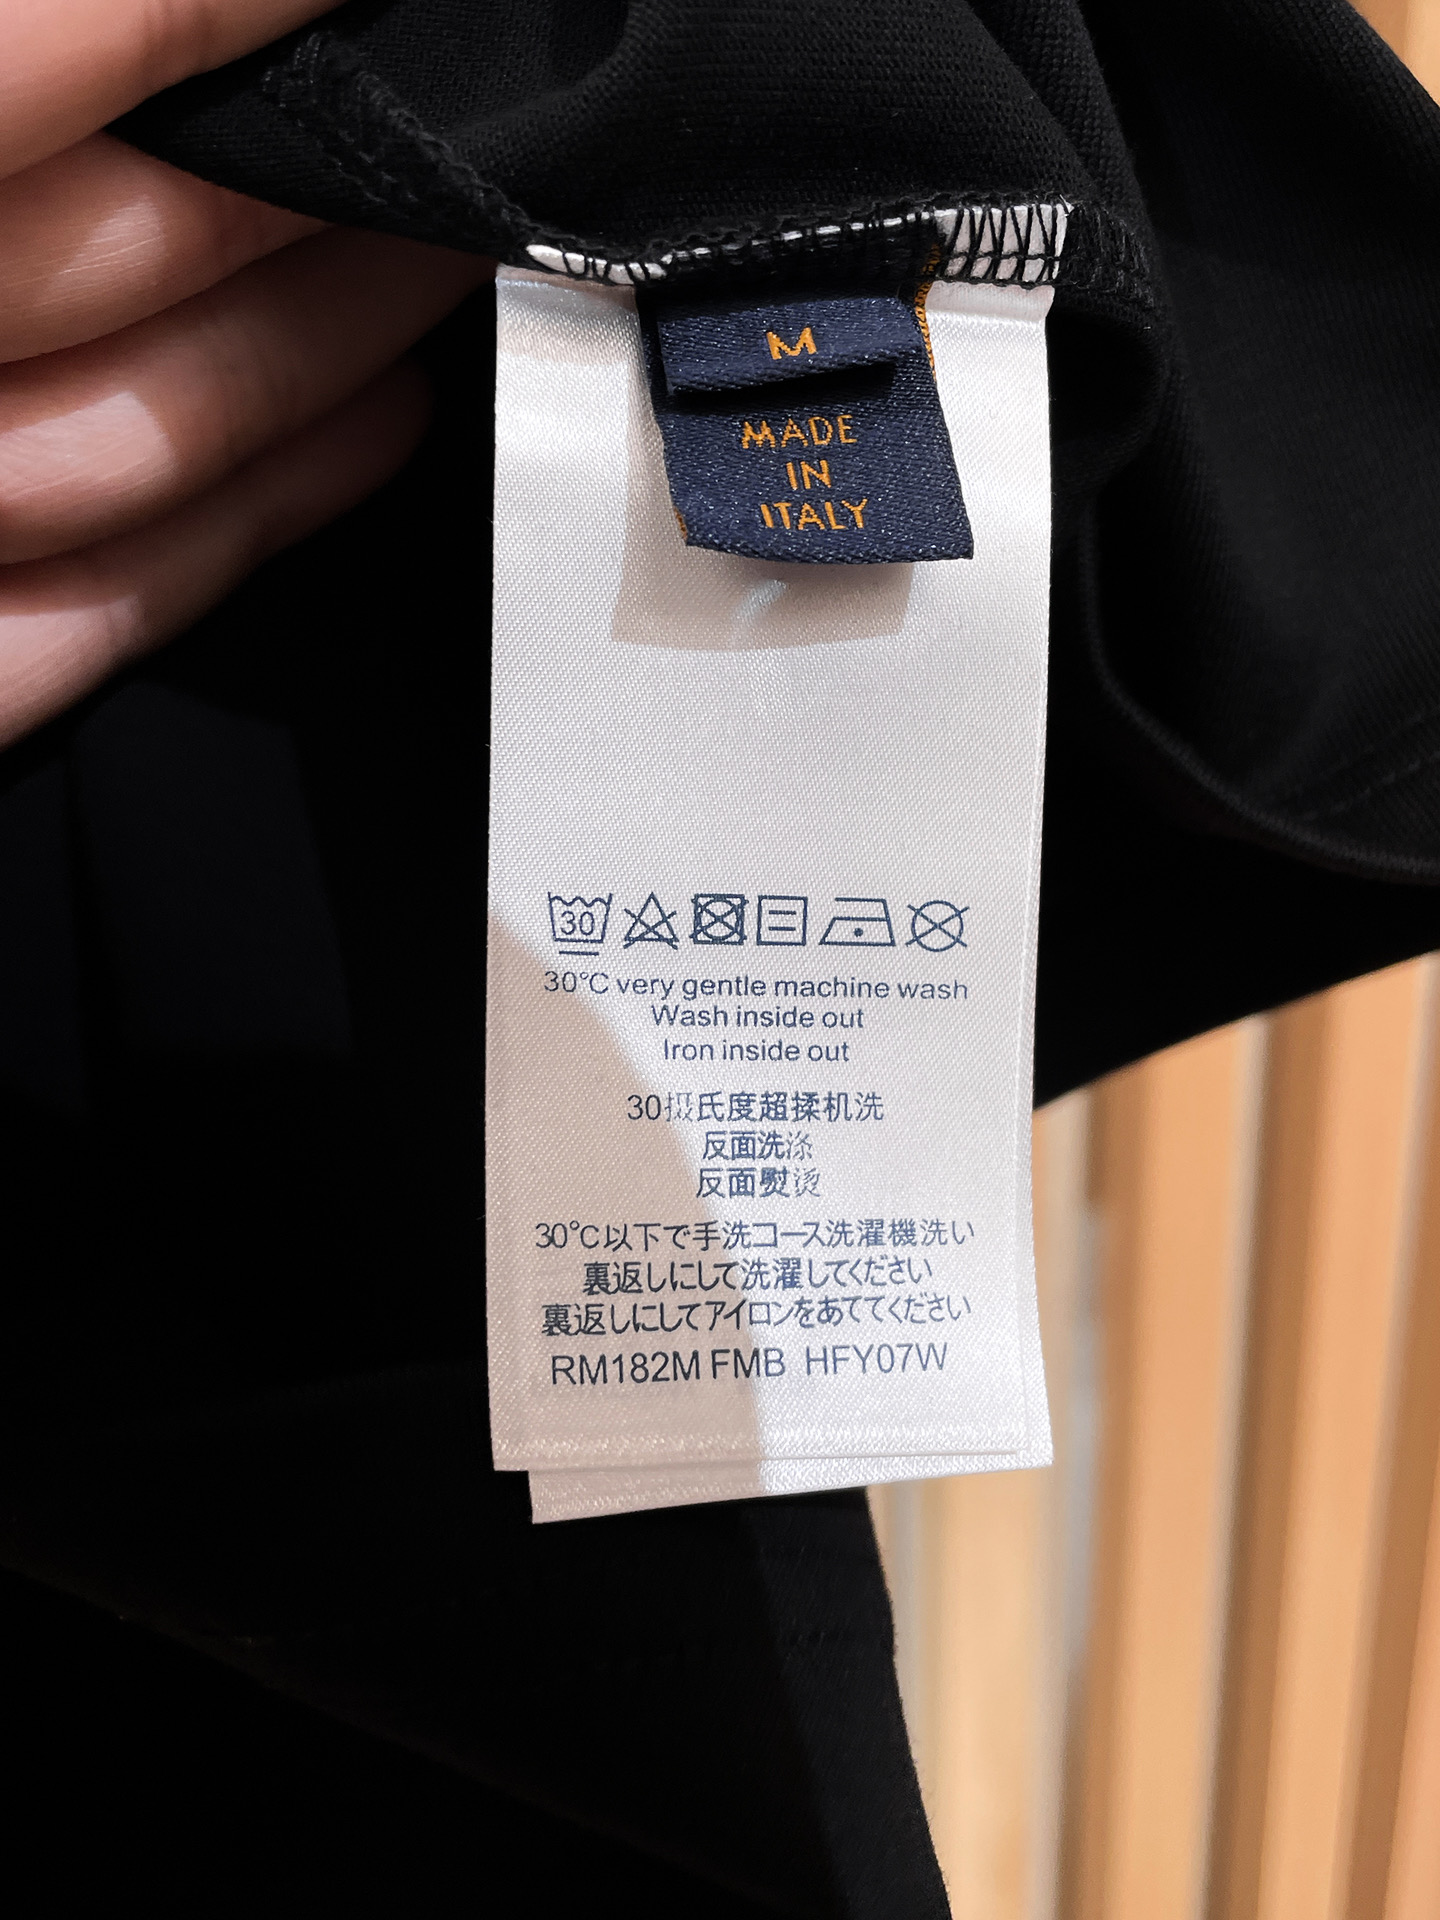 M
MADE
IN
ITALY
30
30°C very gentle machine wash
Wash inside out
Iron inside out
30摄氏度超揉机洗
反面洗涤
反面熨烫
30°C以下で手洗コース洗濯機洗い
裏返しにして洗濯してください
裏返しにしてアイロンをあててください
RM182M FMB HFY07W